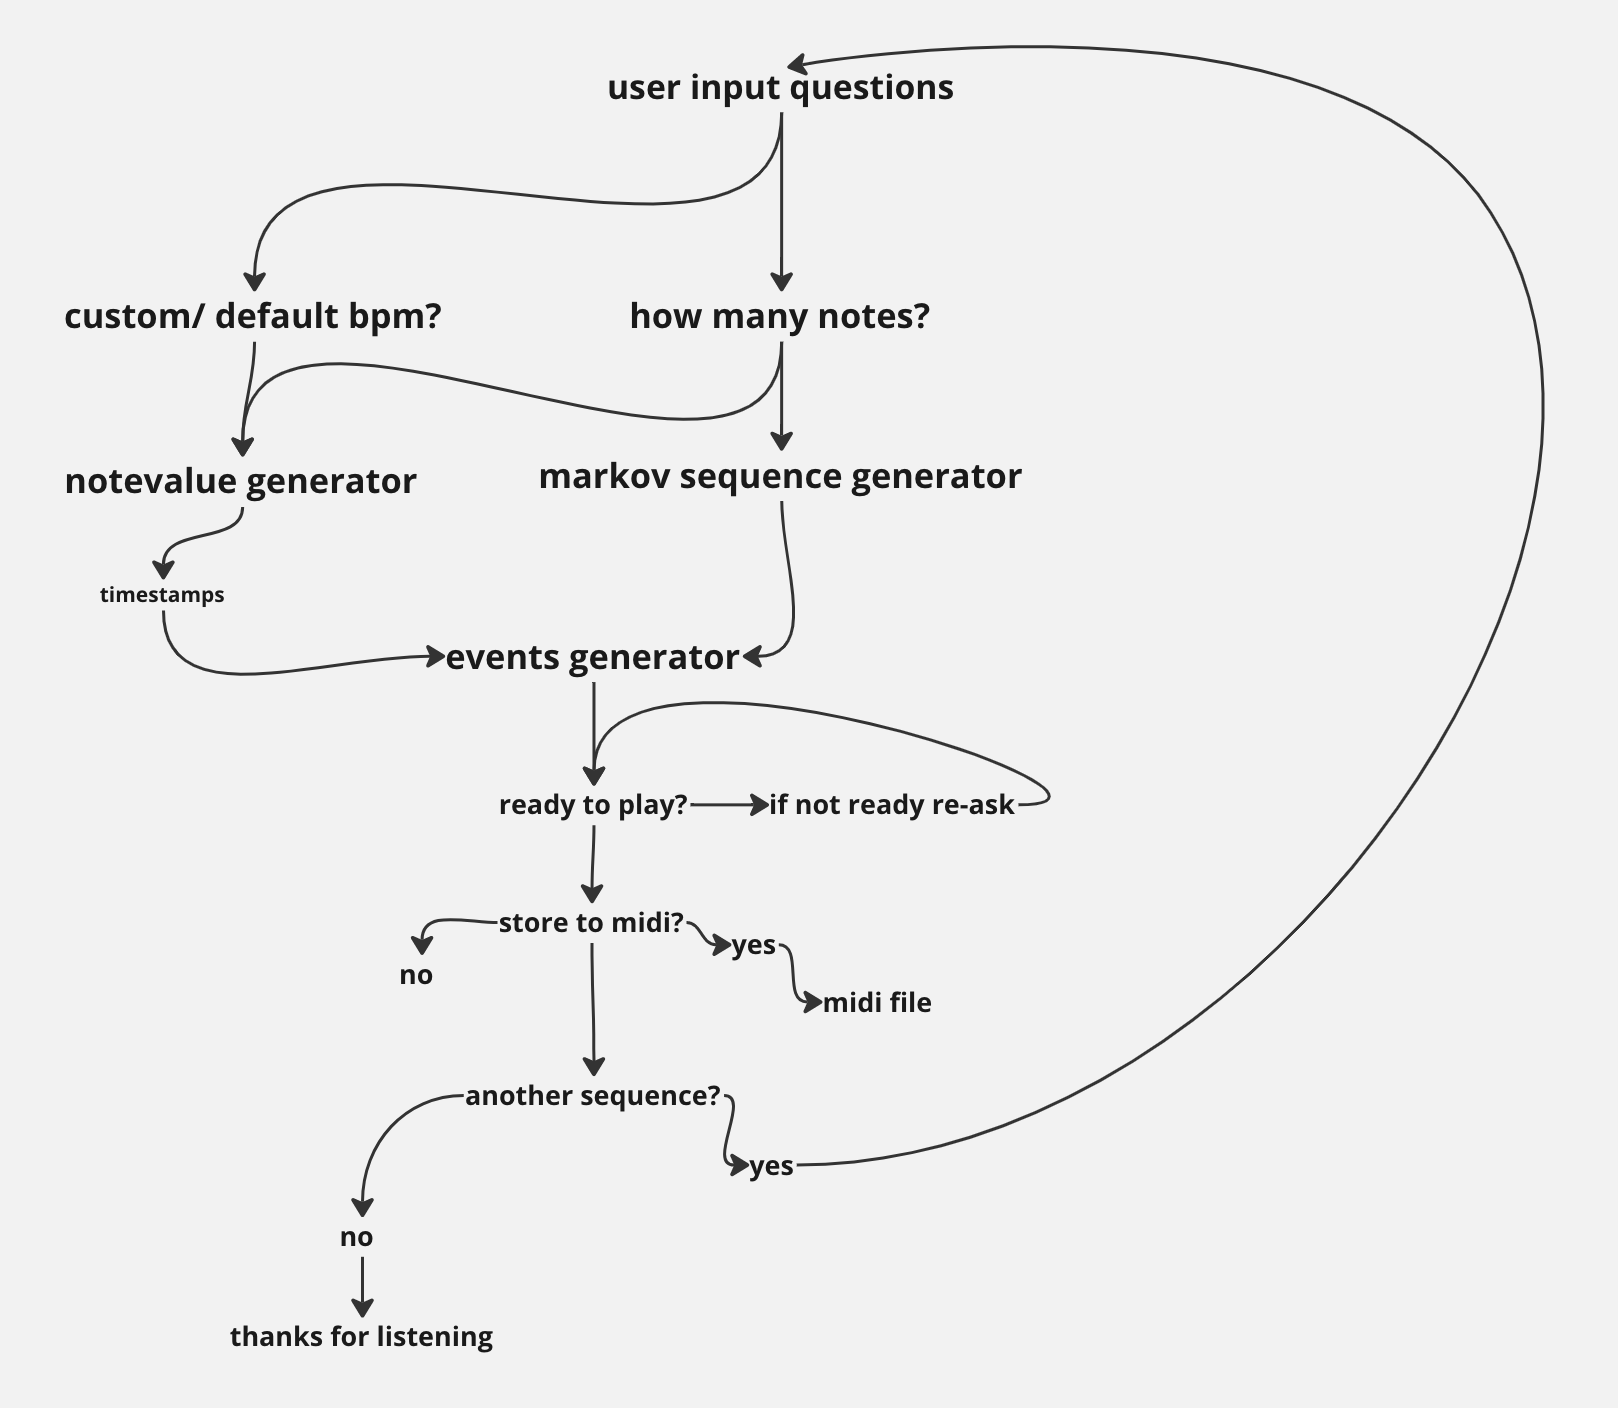 user input questions
custom/ default bpm?
how many notes?
notevalue generator
markov sequence generator
timestamps
events generator
ready to play?
if not ready re-ask
store to midi?
yes
no
midi file
another sequence?
yes
no
thanks for listening